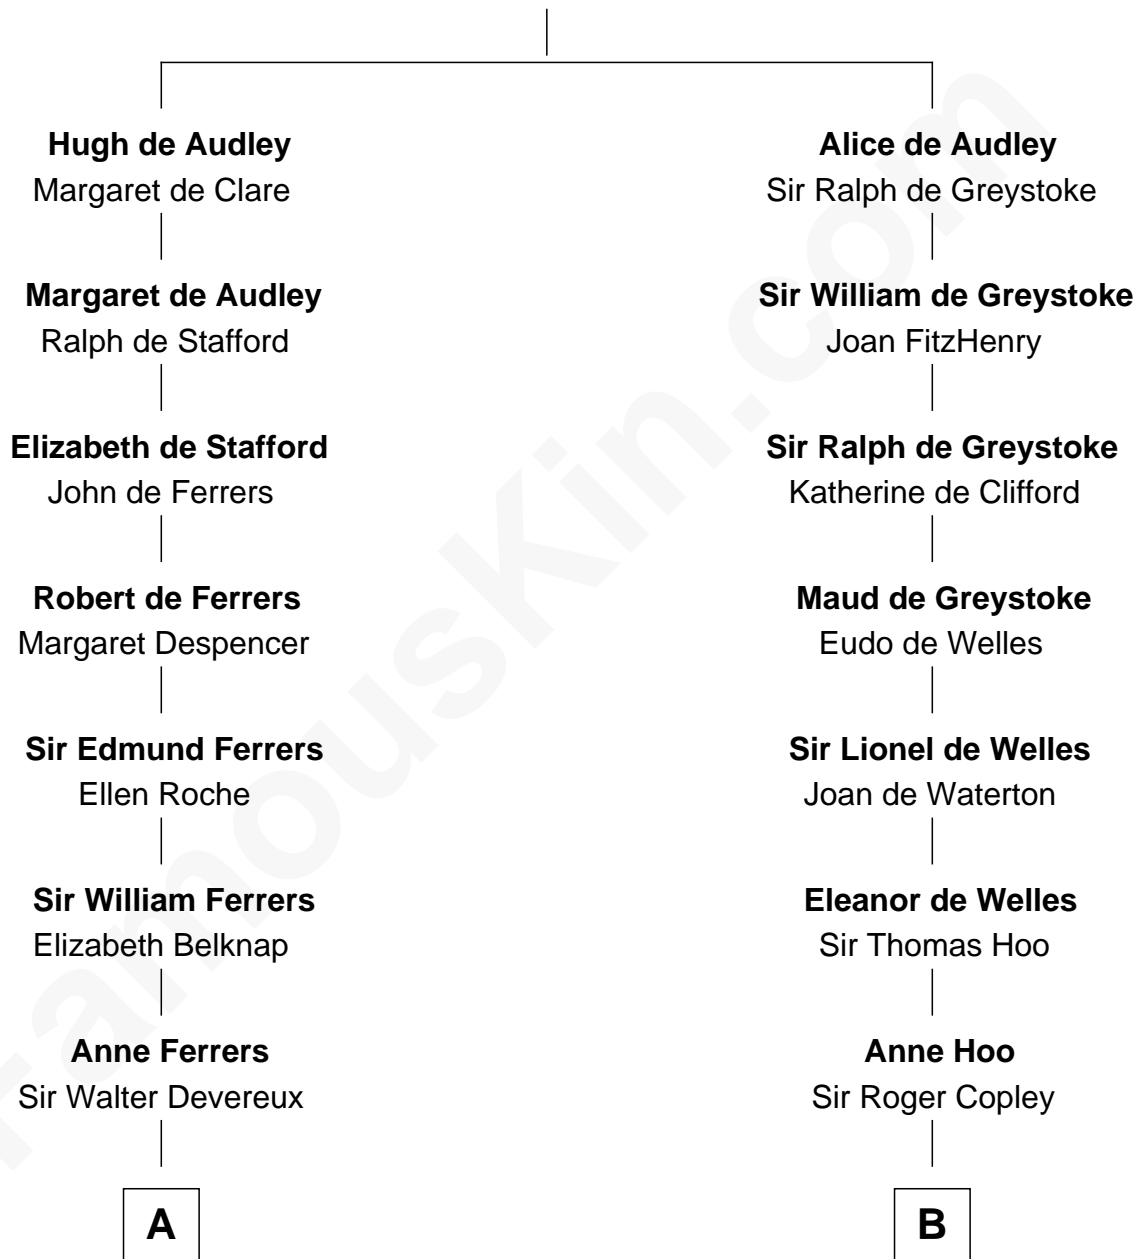 Hugh de Audley
Margaret de Clare
Margaret de Audley
Ralph de Stafford
Elizabeth de Stafford
John de Ferrers
Robert de Ferrers
Margaret Despencer
Sir Edmund Ferrers
Ellen Roche
Sir William Ferrers
Elizabeth Belknap
Anne Ferrers
Sir Walter Devereux
A
Alice de Audley
Sir Ralph de Greystoke
Sir William de Greystoke
Joan FitzHenry
Sir Ralph de Greystoke
Katherine de Clifford
Maud de Greystoke
Eudo de Welles
Sir Lionel de Welles
Joan de Waterton
Eleanor de Welles
Sir Thomas Hoo
Anne Hoo
Sir Roger Copley
B
FamousKin.com